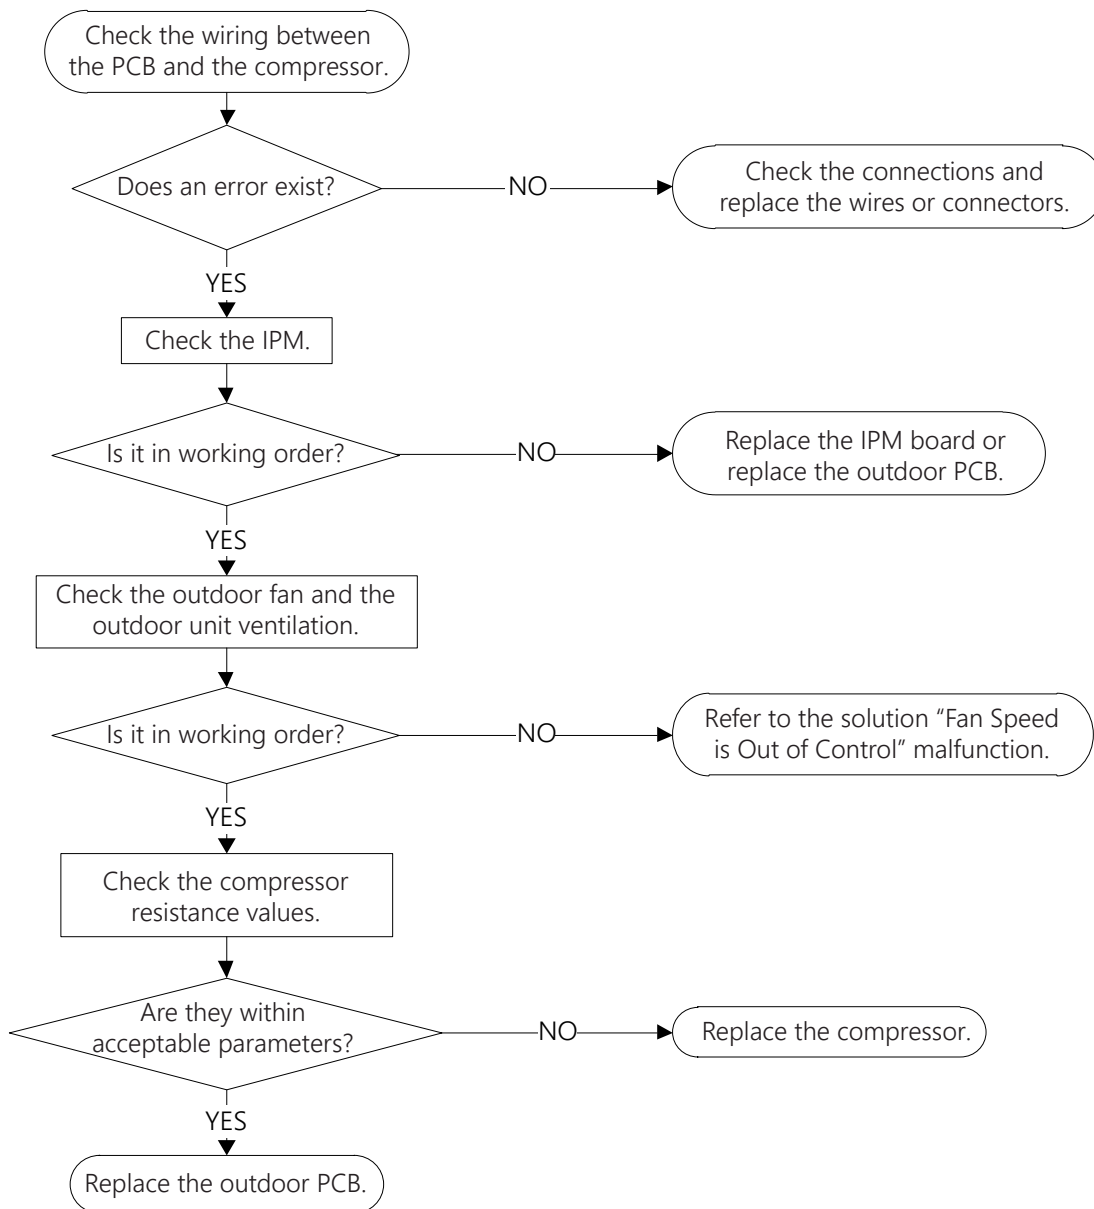 Check the wiring between
the PCB and the compressor.
Does an error exist?
NO
Check the connections and
replace the wires or connectors.
YES
Check the IPM.
Is it in working order?
NO
Replace the IPM board or
replace the outdoor PCB.
YES
Check the outdoor fan and the
outdoor unit ventilation.
Is it in working order?
NO
Refer to the solution “Fan Speed
is Out of Control” malfunction.
YES
Check the compressor
resistance values.
Are they within
acceptable parameters?
NO
Replace the compressor.
YES
Replace the outdoor PCB.